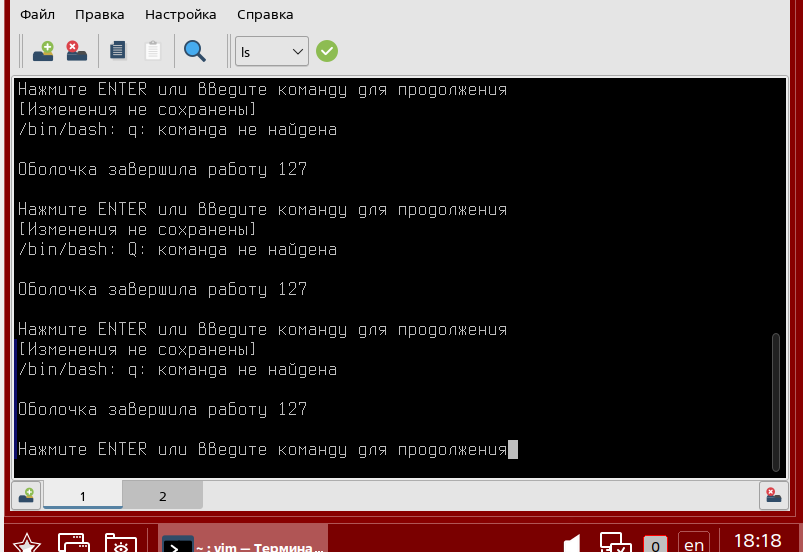 Файл Правка Настройка Справка
ls
Нажмите ENTER или введите команду для продолжения
[Изменения не сохранены]
/bin/bash: q: команда не найдена
Оболочка завершила работу 127
Нажмите ENTER или введите команду для продолжения
[Изменения не сохранены]
/bin/bash: Q: команда не найдена
Оболочка завершила работу 127
Нажмите ENTER или введите команду для продолжения
[Изменения не сохранены]
/bin/bash: q: команда не найдена
Оболочка завершила работу 127
Нажмите ENTER или введите команду для продолжения
1 2
~ : vim — Термина... 0 en 18:18